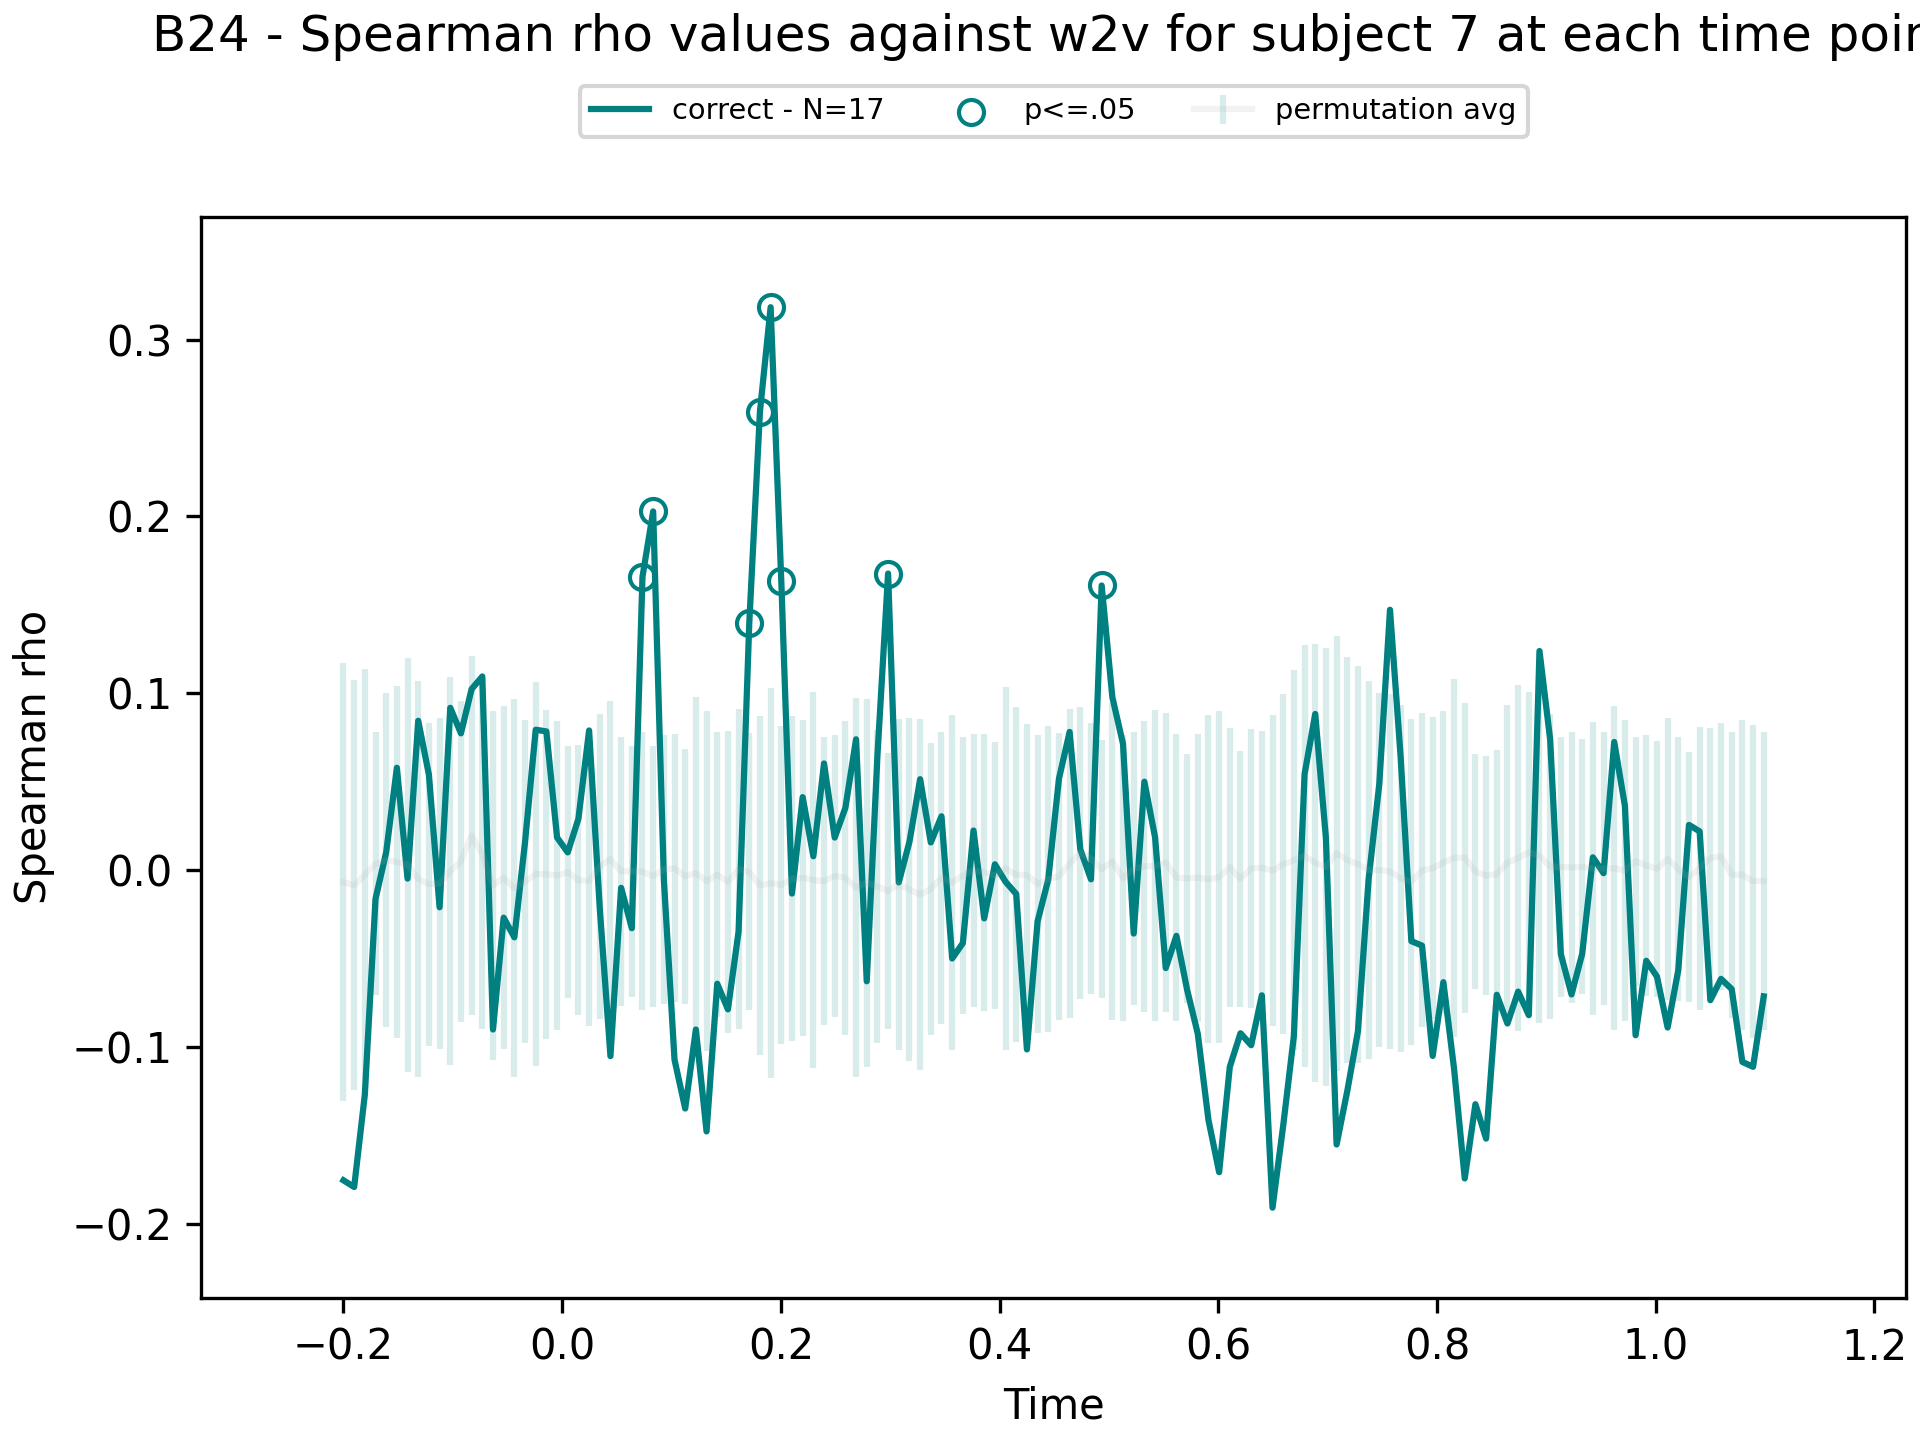 B24 - Spearman rho values against w2v for subject 7 at each time poin
correct - N=17 p<=.05 permutation avg
0.3
0.2
0.1
0.0
−0.1
−0.2
Spearman rho
−0.2 0.0 0.2 0.4 0.6 0.8 1.0 1.2
Time